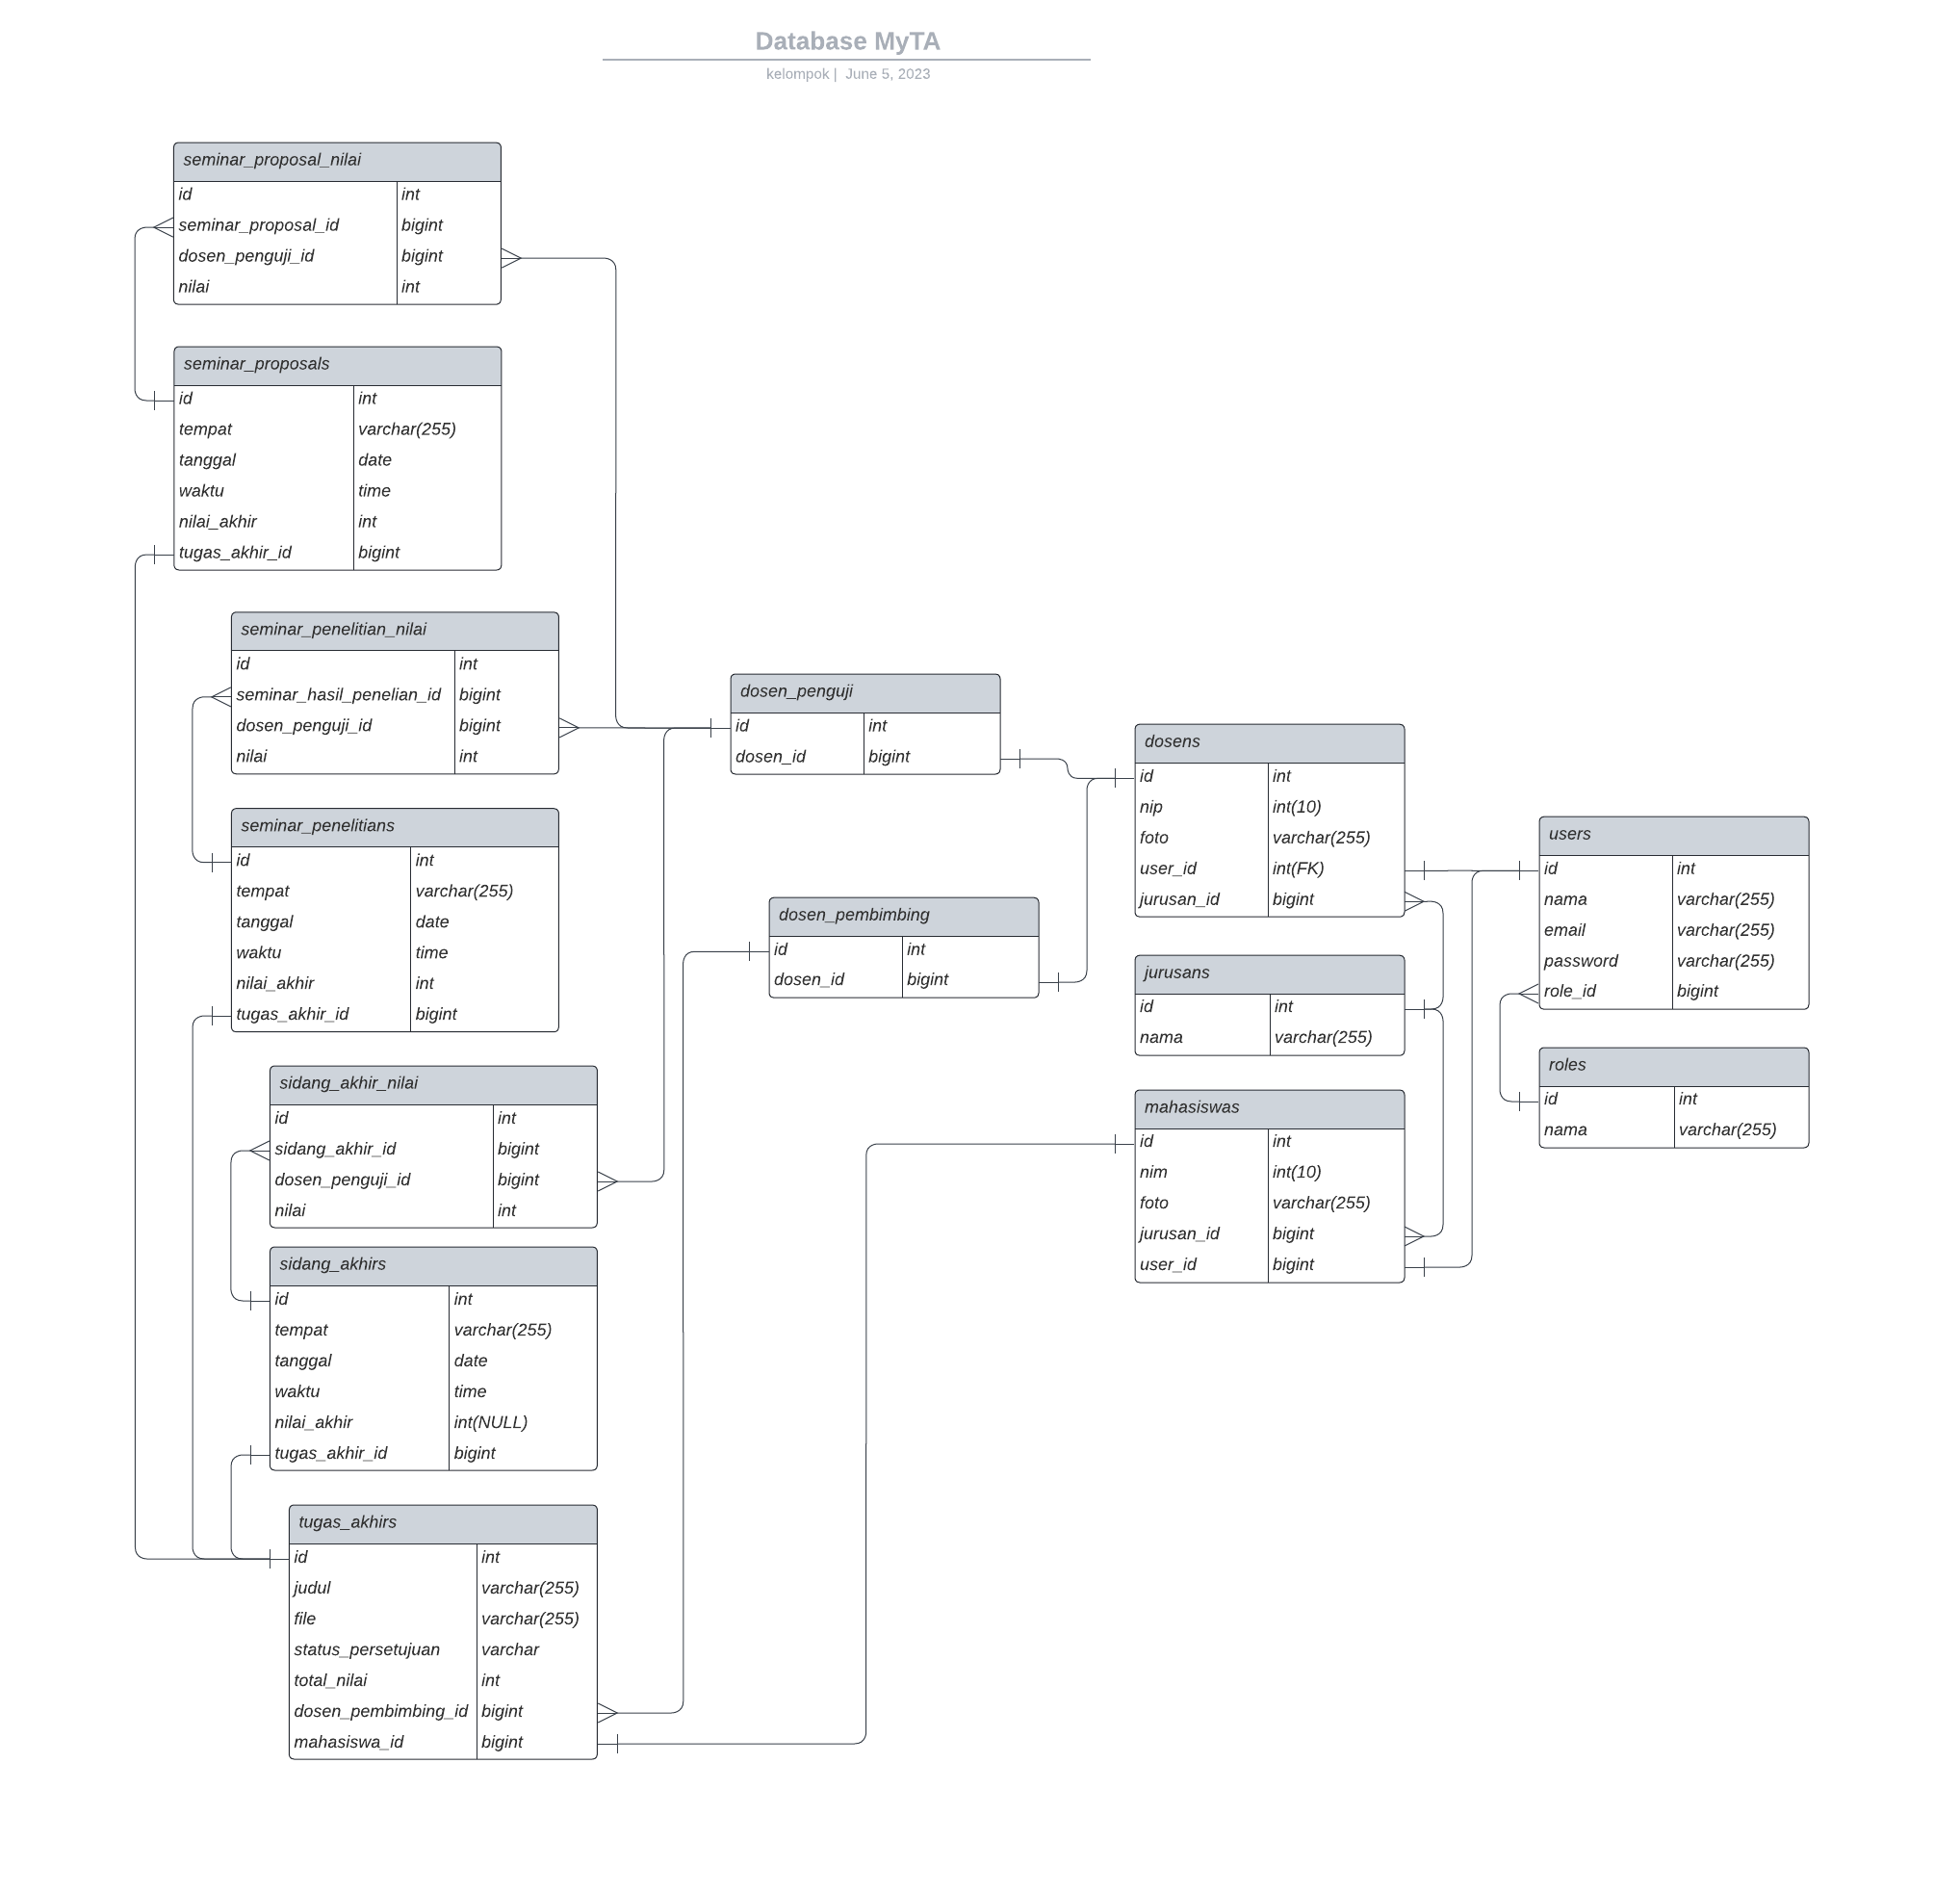 Database MyTA
kelompok | June 5, 2023
seminar_proposal_nilai
id int
seminar_proposal_id bigint
dosen_penguji_id bigint
nilai int
seminar_proposals
id int
tempat varchar(255)
tanggal date
waktu time
nilai_akhir int
tugas_akhir_id bigint
seminar_penelitian_nilai
id int
seminar_hasil_penelian_id bigint
dosen_penguji_id bigint
nilai int
seminar_penelitians
id int
tempat varchar(255)
tanggal date
waktu time
nilai_akhir int
tugas_akhir_id bigint
sidang_akhir_nilai
id int
sidang_akhir_id bigint
dosen_penguji_id bigint
nilai int
sidang_akhirs
id int
tempat varchar(255)
tanggal date
waktu time
nilai_akhir int(NULL)
tugas_akhir_id bigint
tugas_akhirs
id int
judul varchar(255)
file varchar(255)
status_persetujuan varchar
total_nilai int
dosen_pembimbing_id bigint
mahasiswa_id bigint
dosen_penguji
id int
dosen_id bigint
dosen_pembimbing
id int
dosen_id bigint
dosens
id int
nip int(10)
foto varchar(255)
user_id int(FK)
jurusan_id bigint
jurusans
id int
nama varchar(255)
mahasiswas
id int
nim int(10)
foto varchar(255)
jurusan_id bigint
user_id bigint
users
id int
nama varchar(255)
email varchar(255)
password varchar(255)
role_id bigint
roles
id int
nama varchar(255)